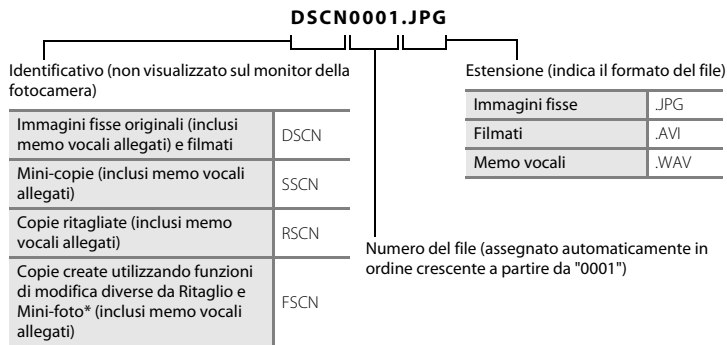 DSCN0001.JPG
Identificativo (non visualizzato sul monitor della
fotocamera)
Immagini fisse originali (inclusi
memo vocali allegati) e filmati
DSCN
Mini-copie (inclusi memo vocali
allegati)
SSCN
Copie ritagliate (inclusi memo
vocali allegati)
RSCN
Copie create utilizzando funzioni
di modifica diverse da Ritaglio e
Mini-foto* (inclusi memo vocali
allegati)
FSCN
Estensione (indica il formato del file)
Immagini fisse .JPG
Filmati .AVI
Memo vocali .WAV
Numero del file (assegnato automaticamente in
ordine crescente a partire da "0001")